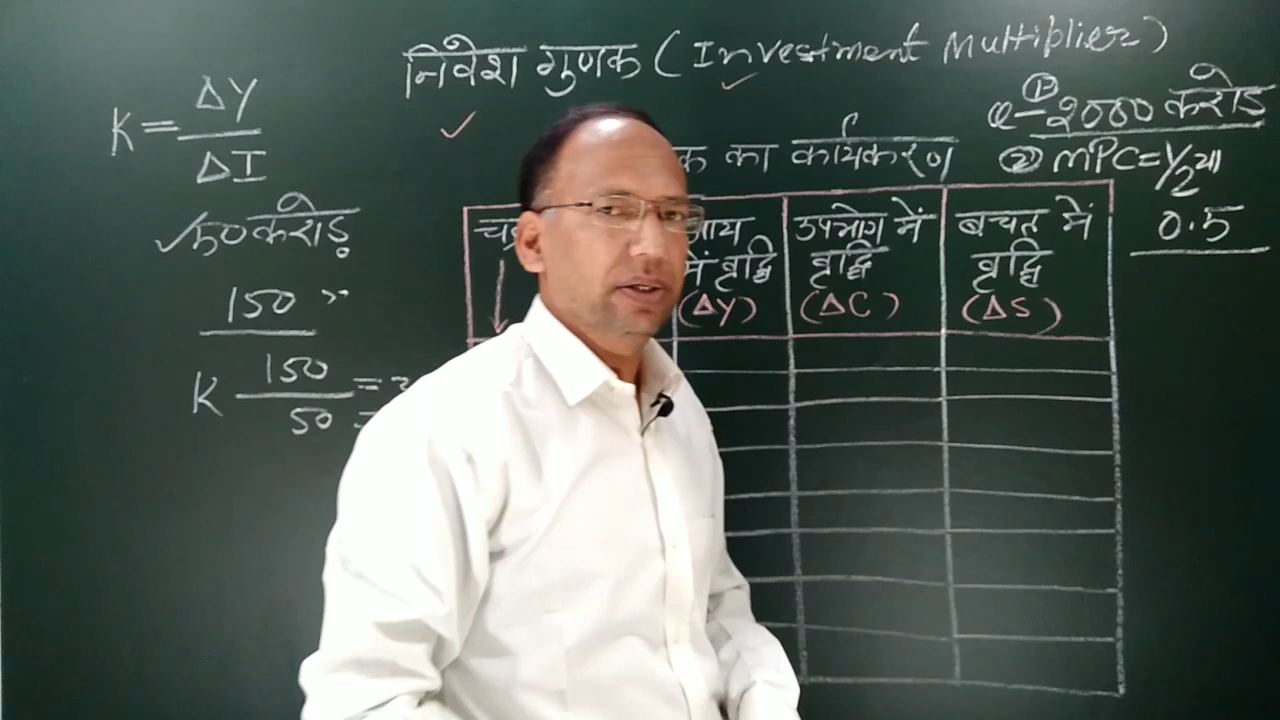 निवेश गुणक (Investment Multiplier)
K = ΔY
ΔI
50 करोड़
150 "
K 150 =
50 =
क का कार्यकरण
Q- ① 2000 करोड़
② MPC = 1/2 या
0.5
आय में वृद्धि (ΔY)
उपभोग में वृद्धि (ΔC)
बचत में वृद्धि (ΔS)